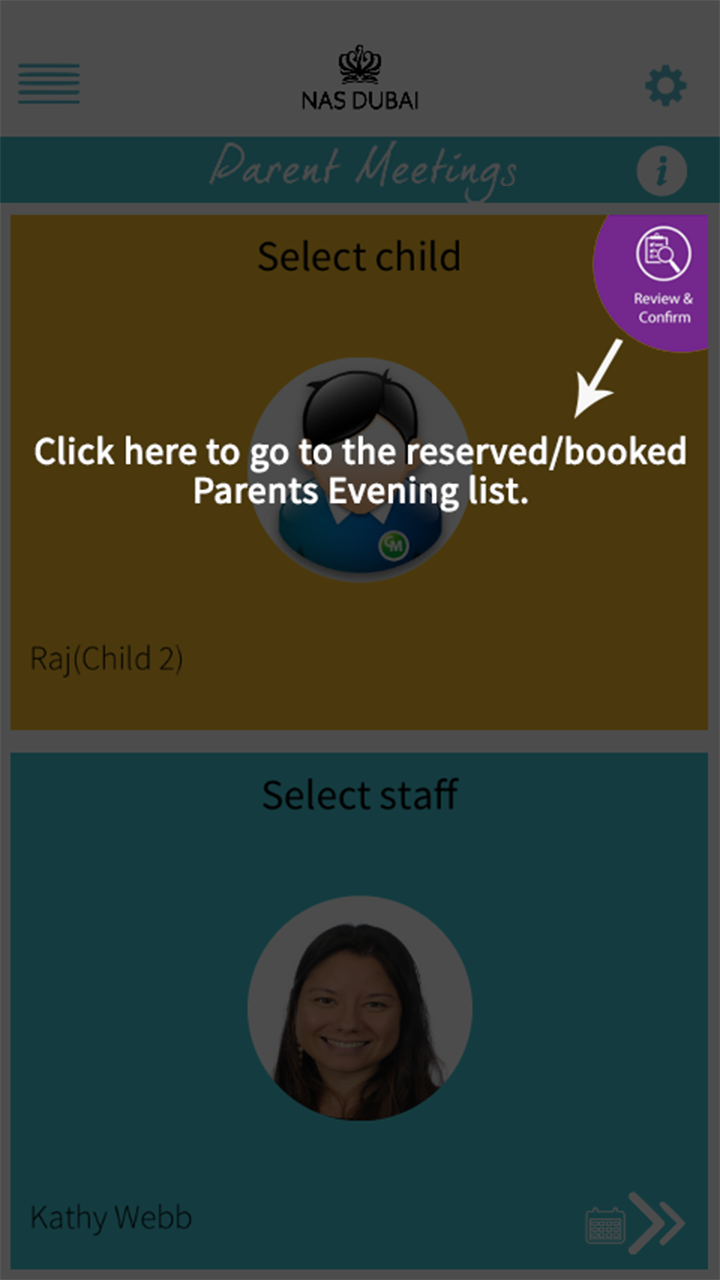 NAS DUBAI
Parent Meetings
i
Select child
Review &
Confirm
Click here to go to the reserved/booked
Parents Evening list.
GM
Raj(Child 2)
Select staff
Kathy Webb